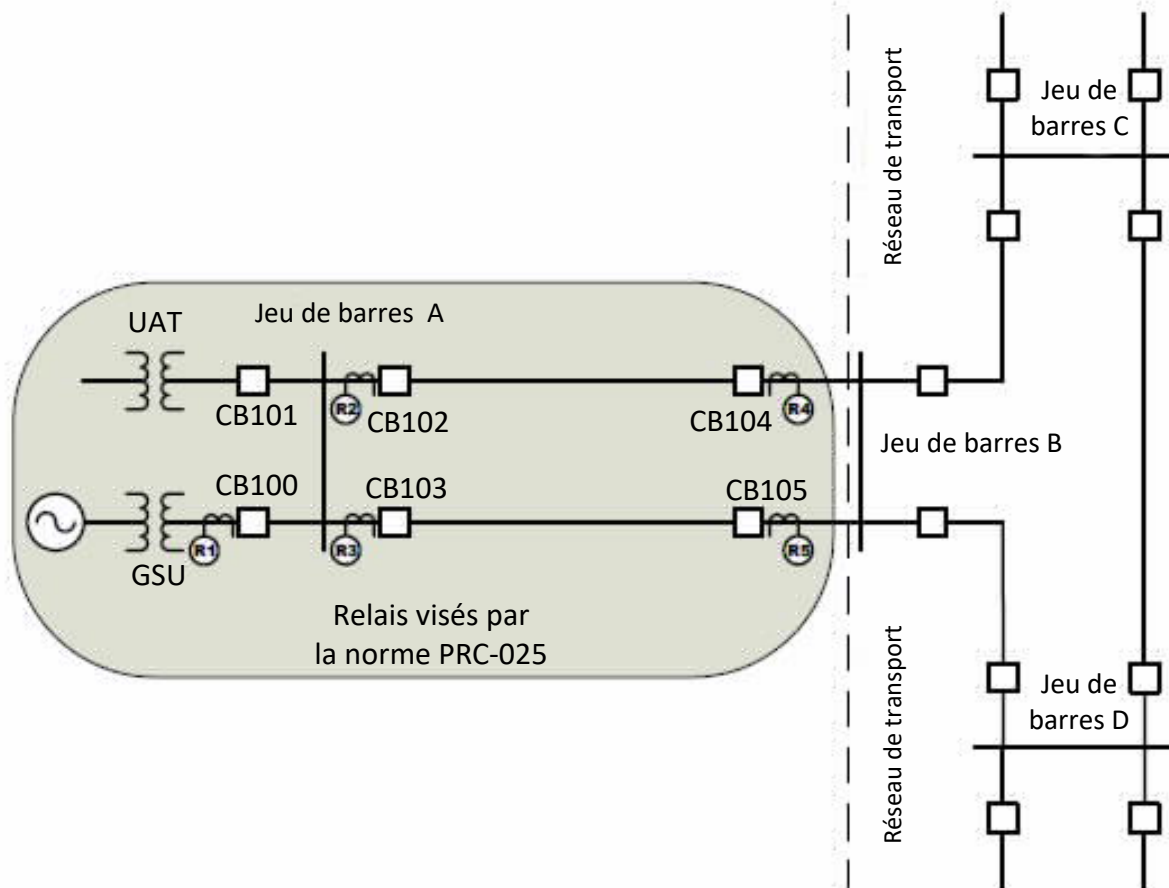 Réseau de transport
Jeu de
barres C
UAT
Jeu de barres A
CB101
R2
CB102
CB104
R4
Jeu de barres B
CB100
CB103
CB105
R1
R3
R5
GSU
Relais visés par
la norme PRC-025
Réseau de transport
Jeu de
barres D